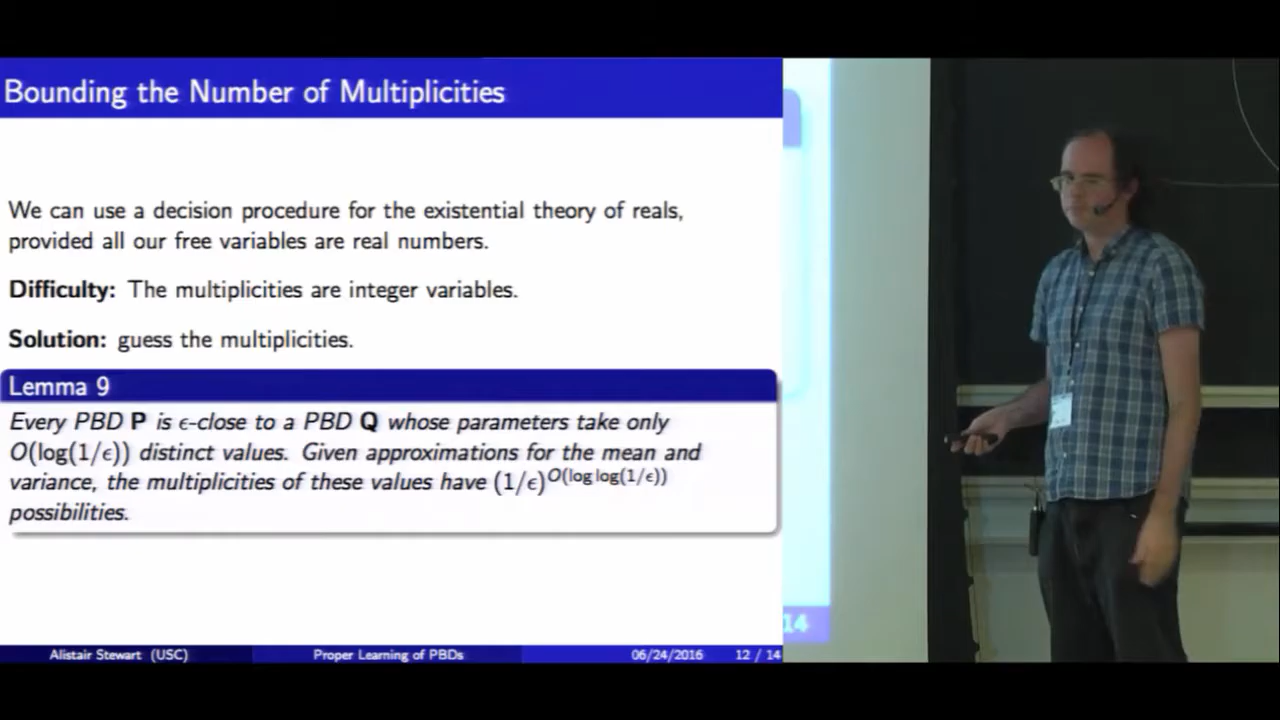 Bounding the Number of Multiplicities
We can use a decision procedure for the existential theory of reals,
provided all our free variables are real numbers.
Difficulty: The multiplicities are integer variables.
Solution: guess the multiplicities.
Lemma 9
Every PBD P is ϵ-close to a PBD Q whose parameters take only
O(log(1/ϵ)) distinct values. Given approximations for the mean and
variance, the multiplicities of these values have (1/ϵ)^O(log log(1/ϵ))
possibilities.
Alistair Stewart (USC) Proper Learning of PBDs 06/24/2016 12 / 14
14